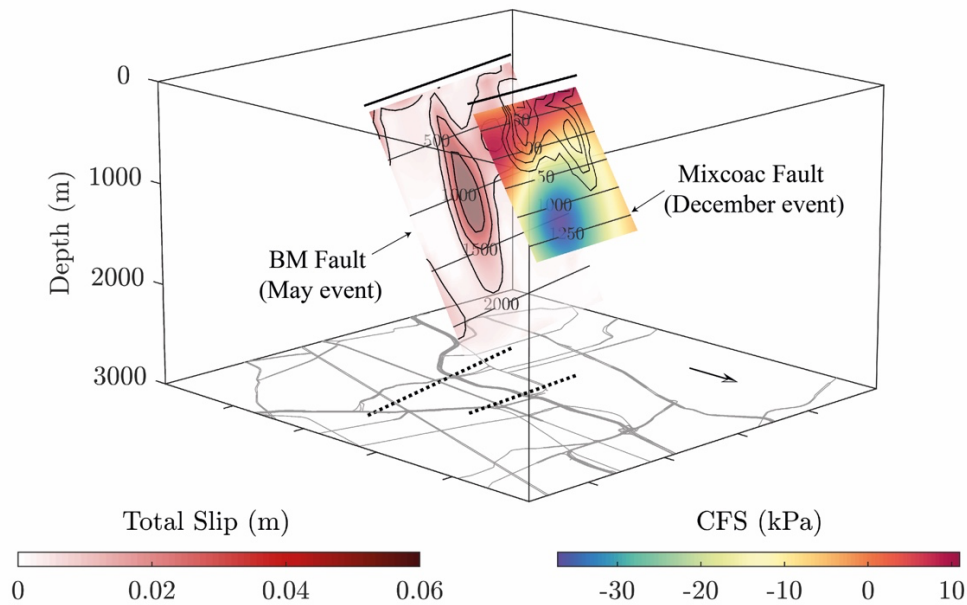 0
1000
2000
3000
Depth (m)
500
1000
1500
2000
50
1000
1250
BM Fault
(May event)
Mixcoac Fault
(December event)
Total Slip (m)
0 0.02 0.04 0.06
CFS (kPa)
-30 -20 -10 0 10